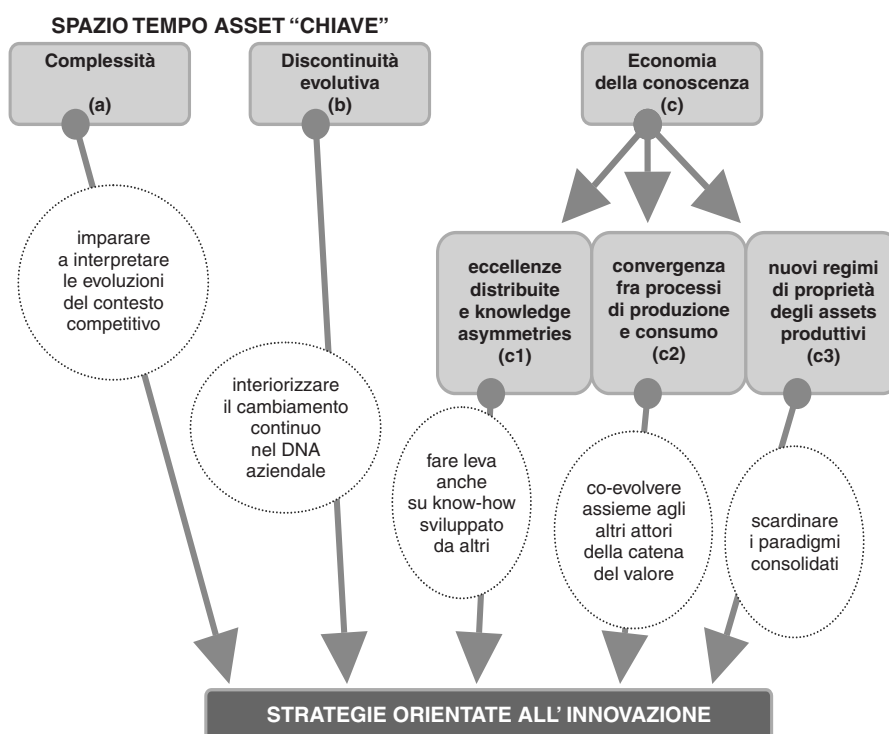 SPAZIO TEMPO ASSET “CHIAVE”
Complessità
(a)
Discontinuità
evolutiva
(b)
Economia
della conoscenza
(c)
imparare
a interpretare
le evoluzioni
del contesto
competitivo
interiorizzare
il cambiamento
continuo
nel DNA
aziendale
eccellenze
distribuite
e knowledge
asymmetries
(c1)
convergenza
fra processi
di produzione
e consumo
(c2)
nuovi regimi
di proprietà
degli assets
produttivi
(c3)
fare leva
anche
su know-how
sviluppato
da altri
co-evolvere
assieme agli
altri attori
della catena
del valore
scardinare
i paradigmi
consolidati
STRATEGIE ORIENTATE ALL’ INNOVAZIONE